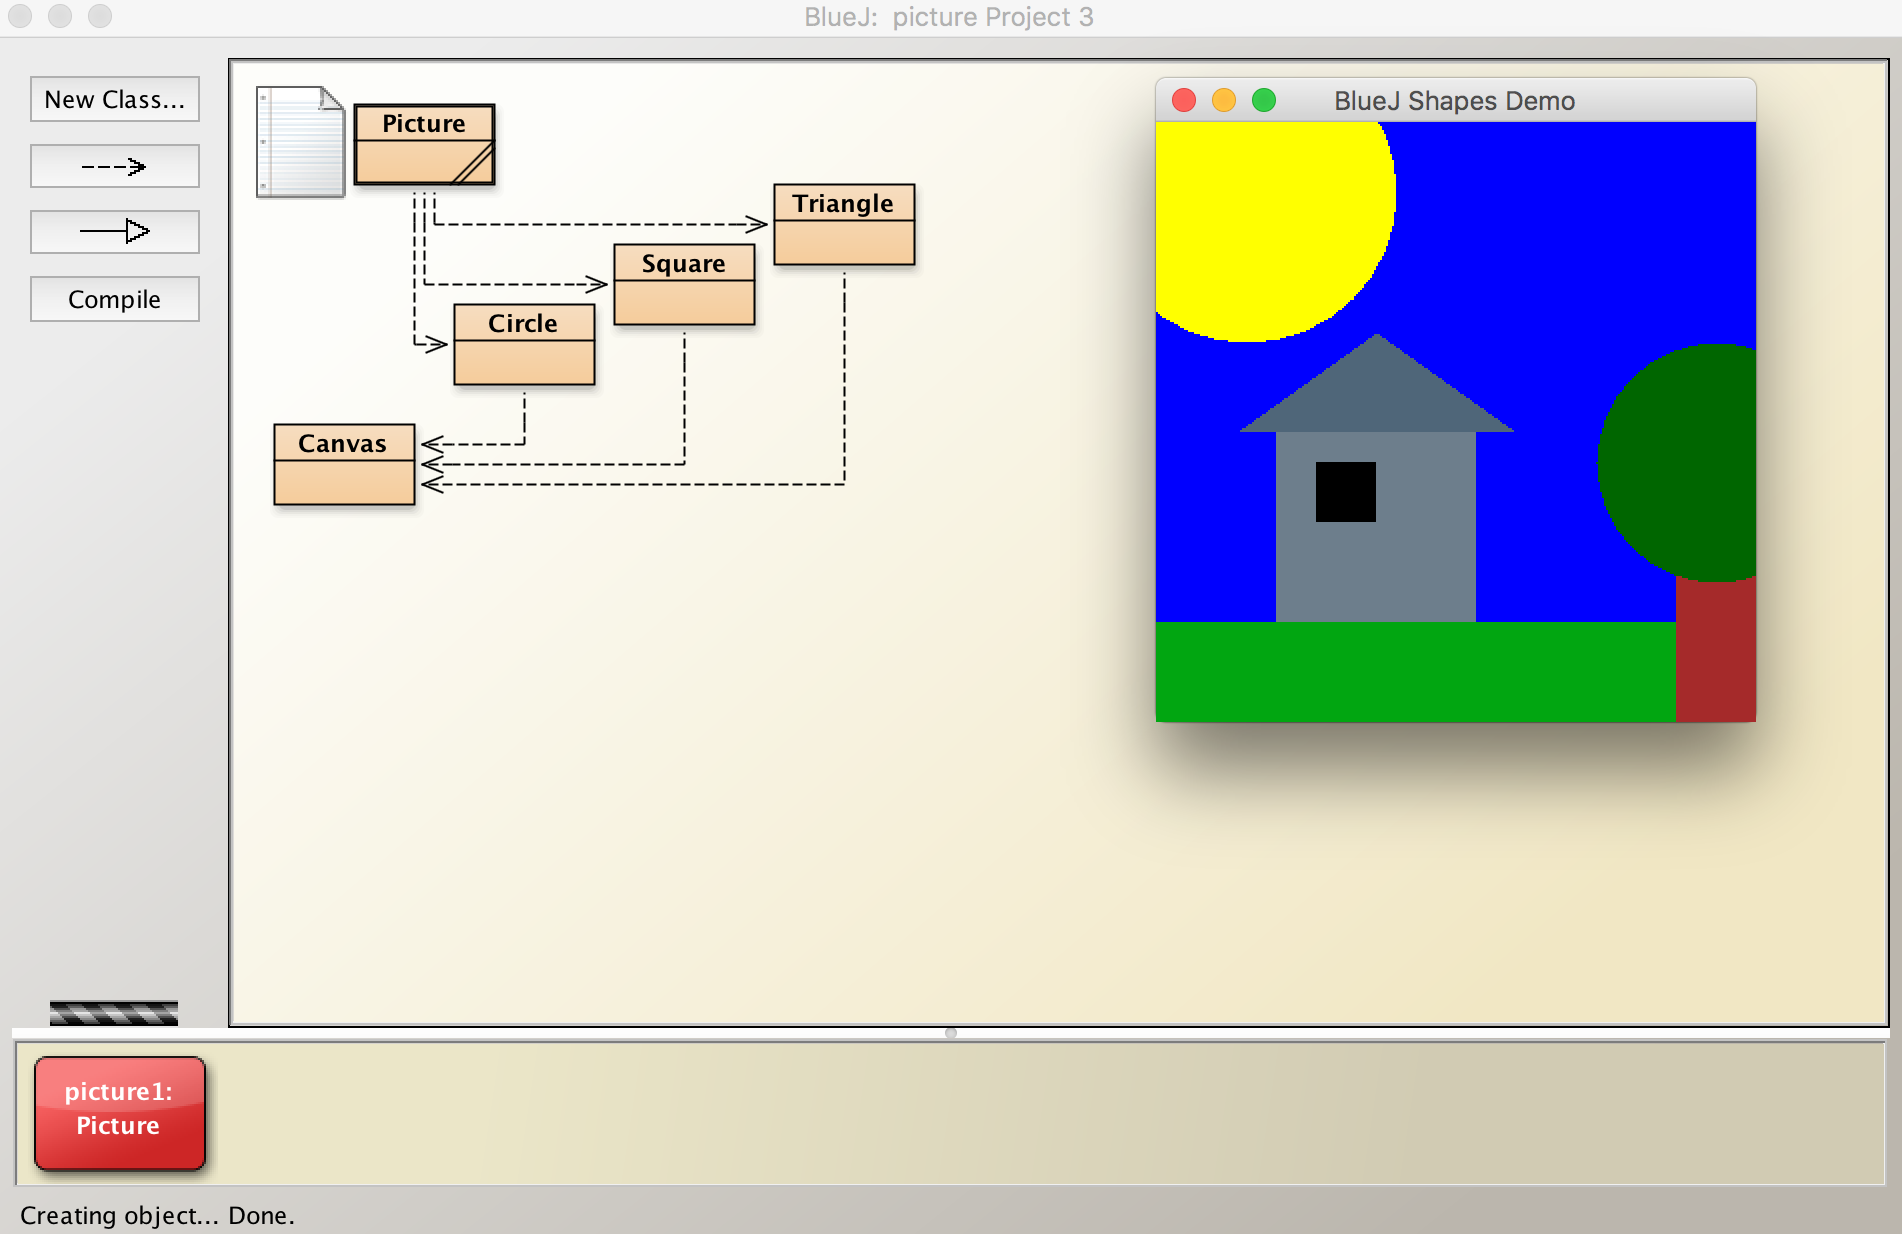 BlueJ:  picture Project 3
New Class...
Compile
Picture
Triangle
Square
Circle
Canvas
BlueJ Shapes Demo
picture1:
Picture
Creating object... Done.